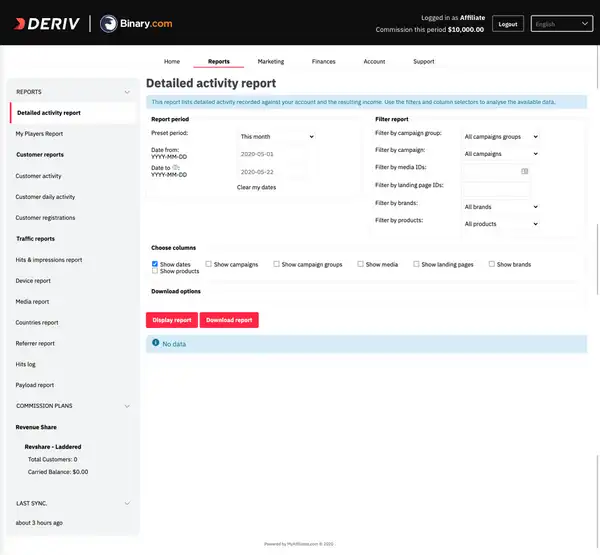 DERIV
Binary.com
Logged in as Affiliate
Commission this period $10,000.00
Logout
English
Home Reports Marketing Finances Account Support
REPORTS
Detailed activity report
My Players Report
Customer reports
Customer activity
Customer daily activity
Customer registrations
Traffic reports
Hits & impressions report
Device report
Media report
Countries report
Referrer report
Hits log
Payload report
COMMISSION PLANS
Revenue Share
Revshare - Laddered
Total Customers: 0
Carried Balance: $0.00
LAST SYNC.
about 3 hours ago
Detailed activity report
This report lists detailed activity recorded against your account and the resulting income. Use the filters and column selectors to analyse the available data.
Report period
Preset period: This month
Date from:
YYYY-MM-DD
2020-05-01
Date to :
YYYY-MM-DD
2020-05-22
Clear my dates
Filter report
Filter by campaign group: All campaigns groups
Filter by campaign: All campaigns
Filter by media IDs:
Filter by landing page IDs:
Filter by brands: All brands
Filter by products: All products
Choose columns
Show dates Show campaigns Show campaign groups Show media Show landing pages Show brands
Show products
Download options
Display report Download report
No data
Powered by MyAffiliates.com © 2020